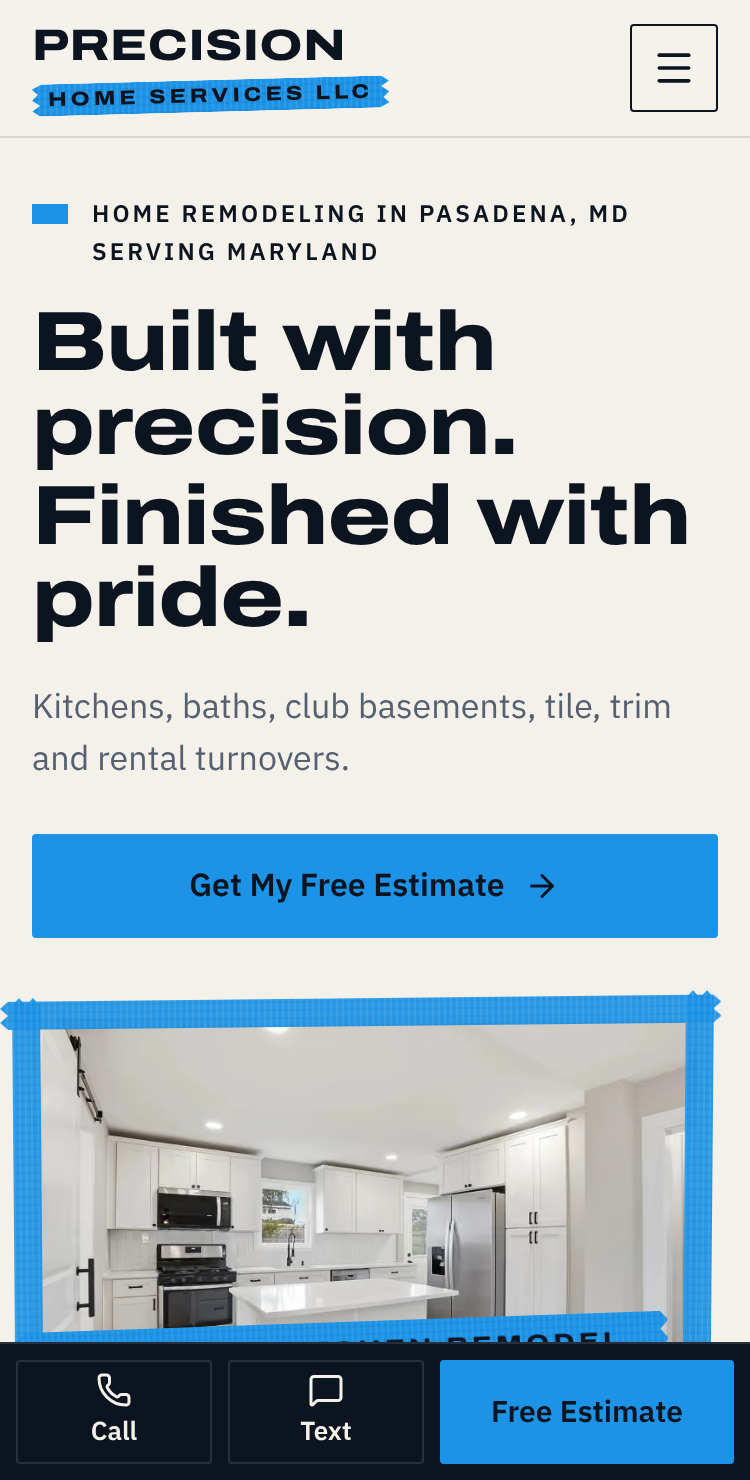 PRECISION
HOME SERVICES LLC
HOME REMODELING IN PASADENA, MD
SERVING MARYLAND
Built with
precision.
Finished with
pride.
Kitchens, baths, club basements, tile, trim
and rental turnovers.
Get My Free Estimate
REMODEL
Call
Text
Free Estimate